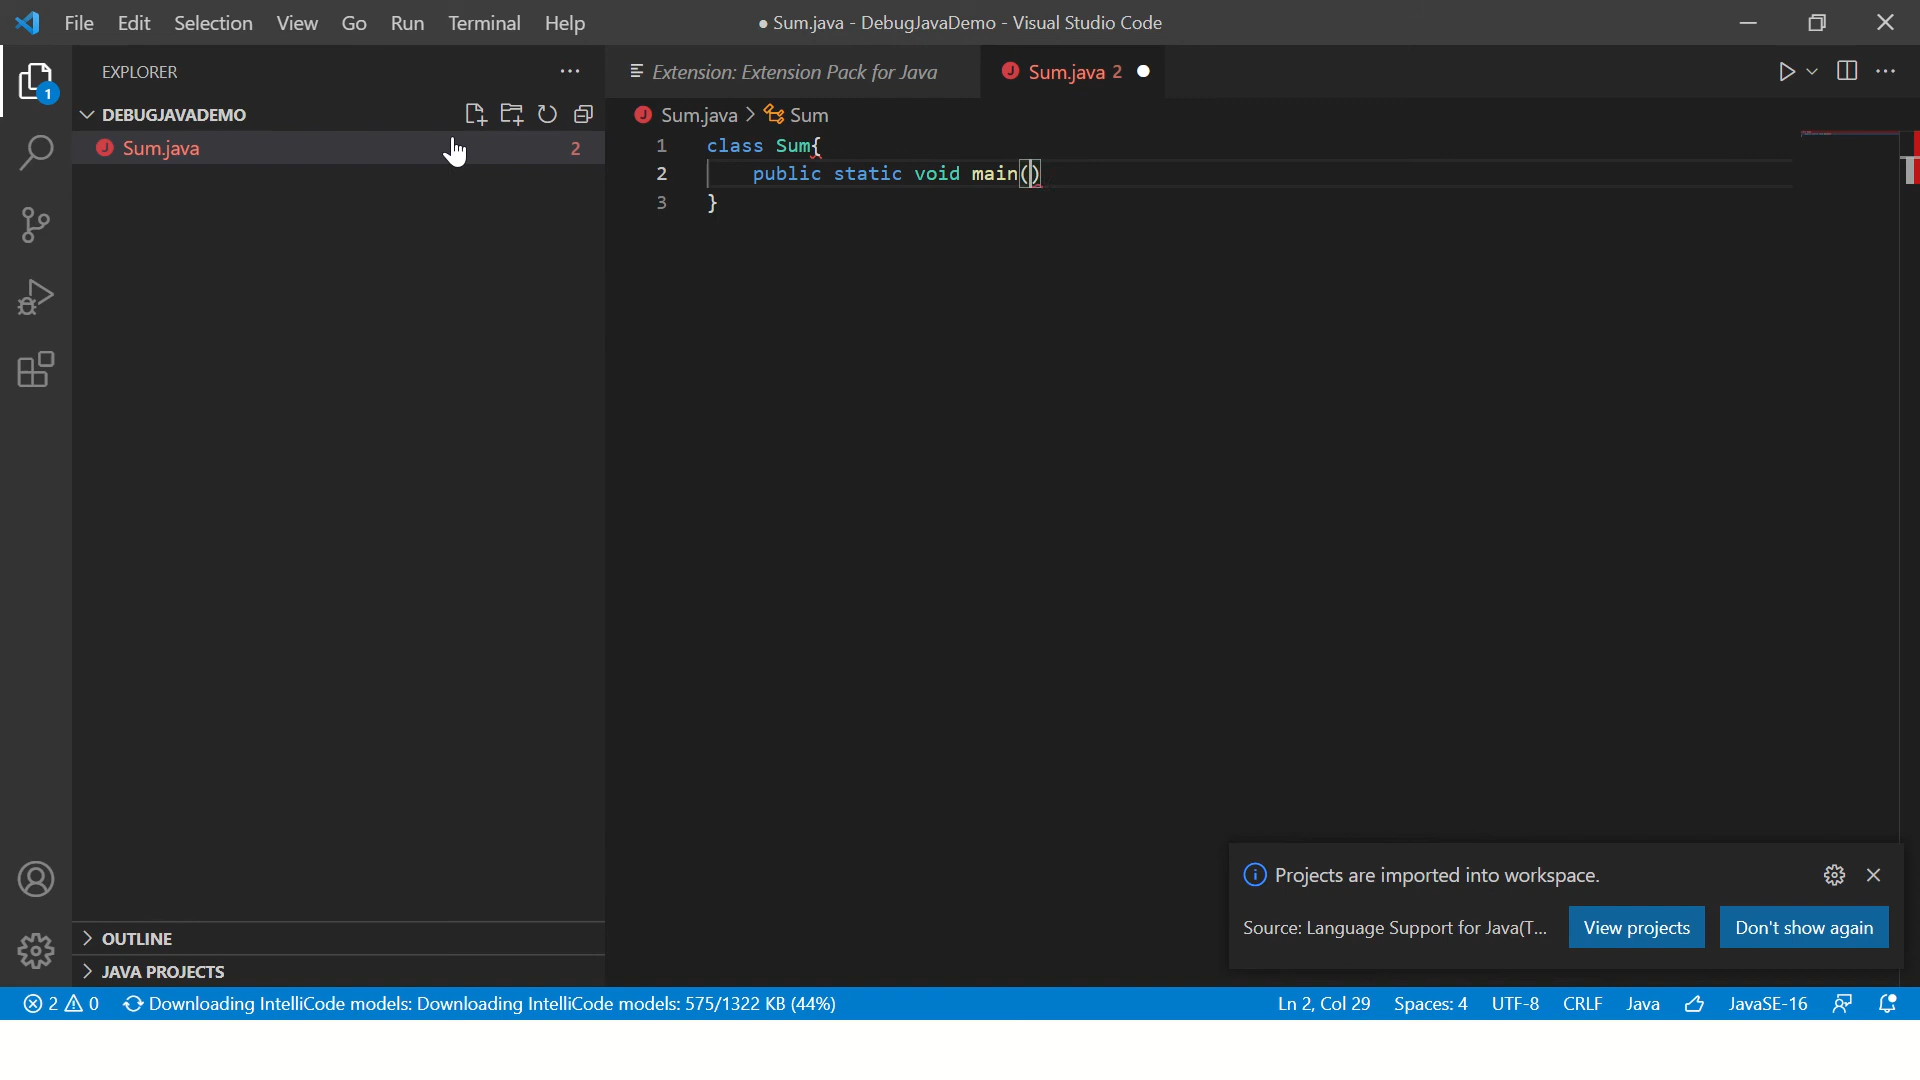 File Edit Selection View Go Run Terminal Help
● Sum.java - DebugJavaDemo - Visual Studio Code
EXPLORER
Extension: Extension Pack for Java
Sum.java 2
1
DEBUGJAVADEMO
Sum.java > Sum
Sum.java 2
1 class Sum{
2 public static void main()
3 }
Projects are imported into workspace.
Source: Language Support for Java(T... View projects Don't show again
OUTLINE
JAVA PROJECTS
2 0 Downloading IntelliCode models: Downloading IntelliCode models: 575/1322 KB (44%) Ln 2, Col 29 Spaces: 4 UTF-8 CRLF Java JavaSE-16